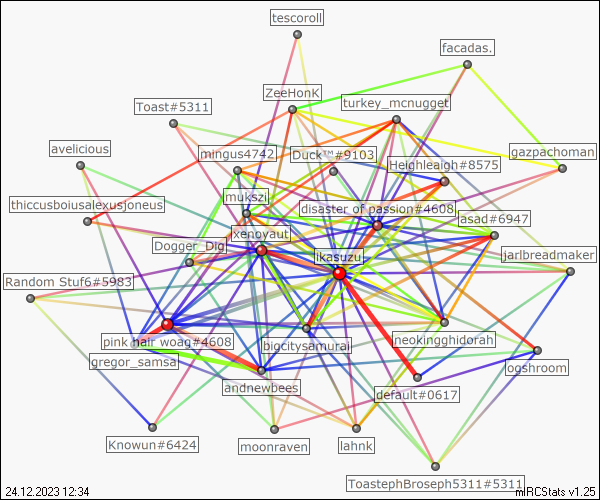 tescoroll
facadas.
ZeeHonK
turkey_mcnugget
Toast#5311
avelicious
mingus4742
Duck™#9103
Heighleaigh#8575
gazpachoman
thiccusboiusalexusjoneus
mukszii
disaster of passion#4608
asad#6947
xenoyaut
Dogger_Dig
ikasuzu
jarlbreadmaker
Random Stuf6#5983
pink hair woag#4608
bigcitysamurai
neokingghidorah
gregor_samsa
ogshroom
andnewbees
default#0617
Knowun#6424
moonraven
lahnk
ToastephBroseph5311#5311
24.12.2023 12:34
mIRCStats v1.25